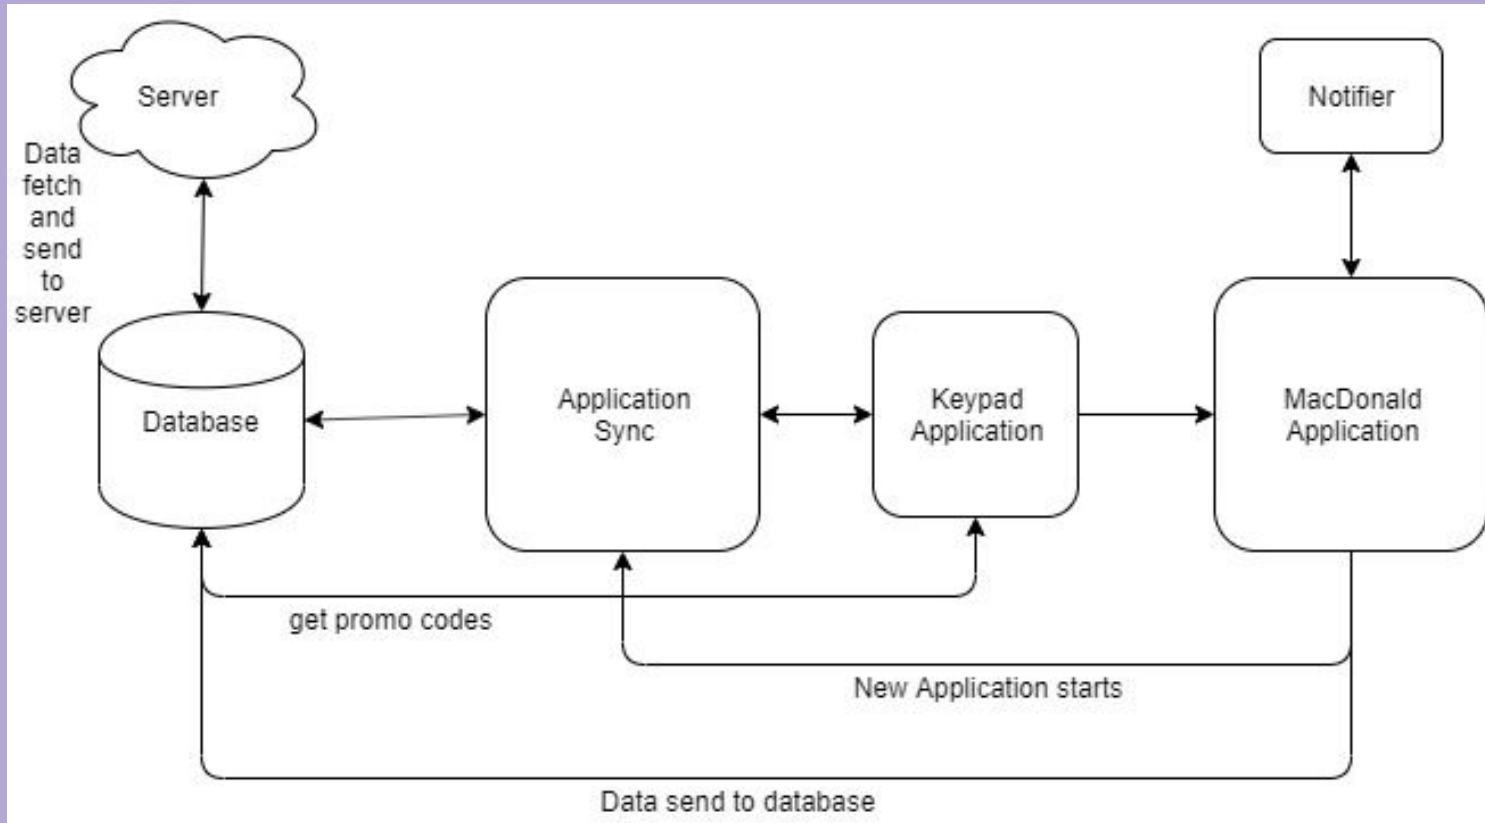 Server
Notifier
Data
fetch
and
send
to
server
Database
Application
Sync
Keypad
Application
MacDonald
Application
get promo codes
New Application starts
Data send to database